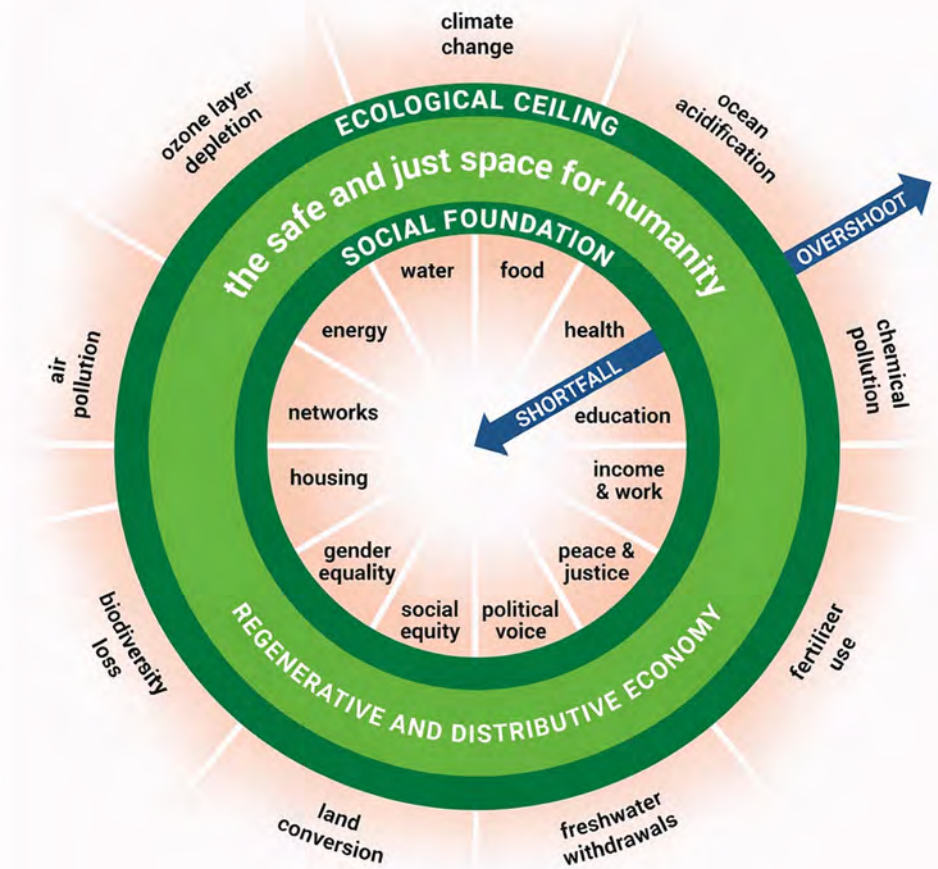 climate
change
ocean
acidification
chemical
pollution
fertilizer
use
freshwater
withdrawals
land
conversion
biodiversity
loss
air
pollution
ozone layer
depletion
ECOLOGICAL CEILING
the safe and just space for humanity
SOCIAL FOUNDATION
OVERSHOOT
SHORTFALL
water
food
health
education
income
& work
peace &
justice
political
voice
social
equity
gender
equality
housing
networks
energy
REGENERATIVE AND DISTRIBUTIVE ECONOMY